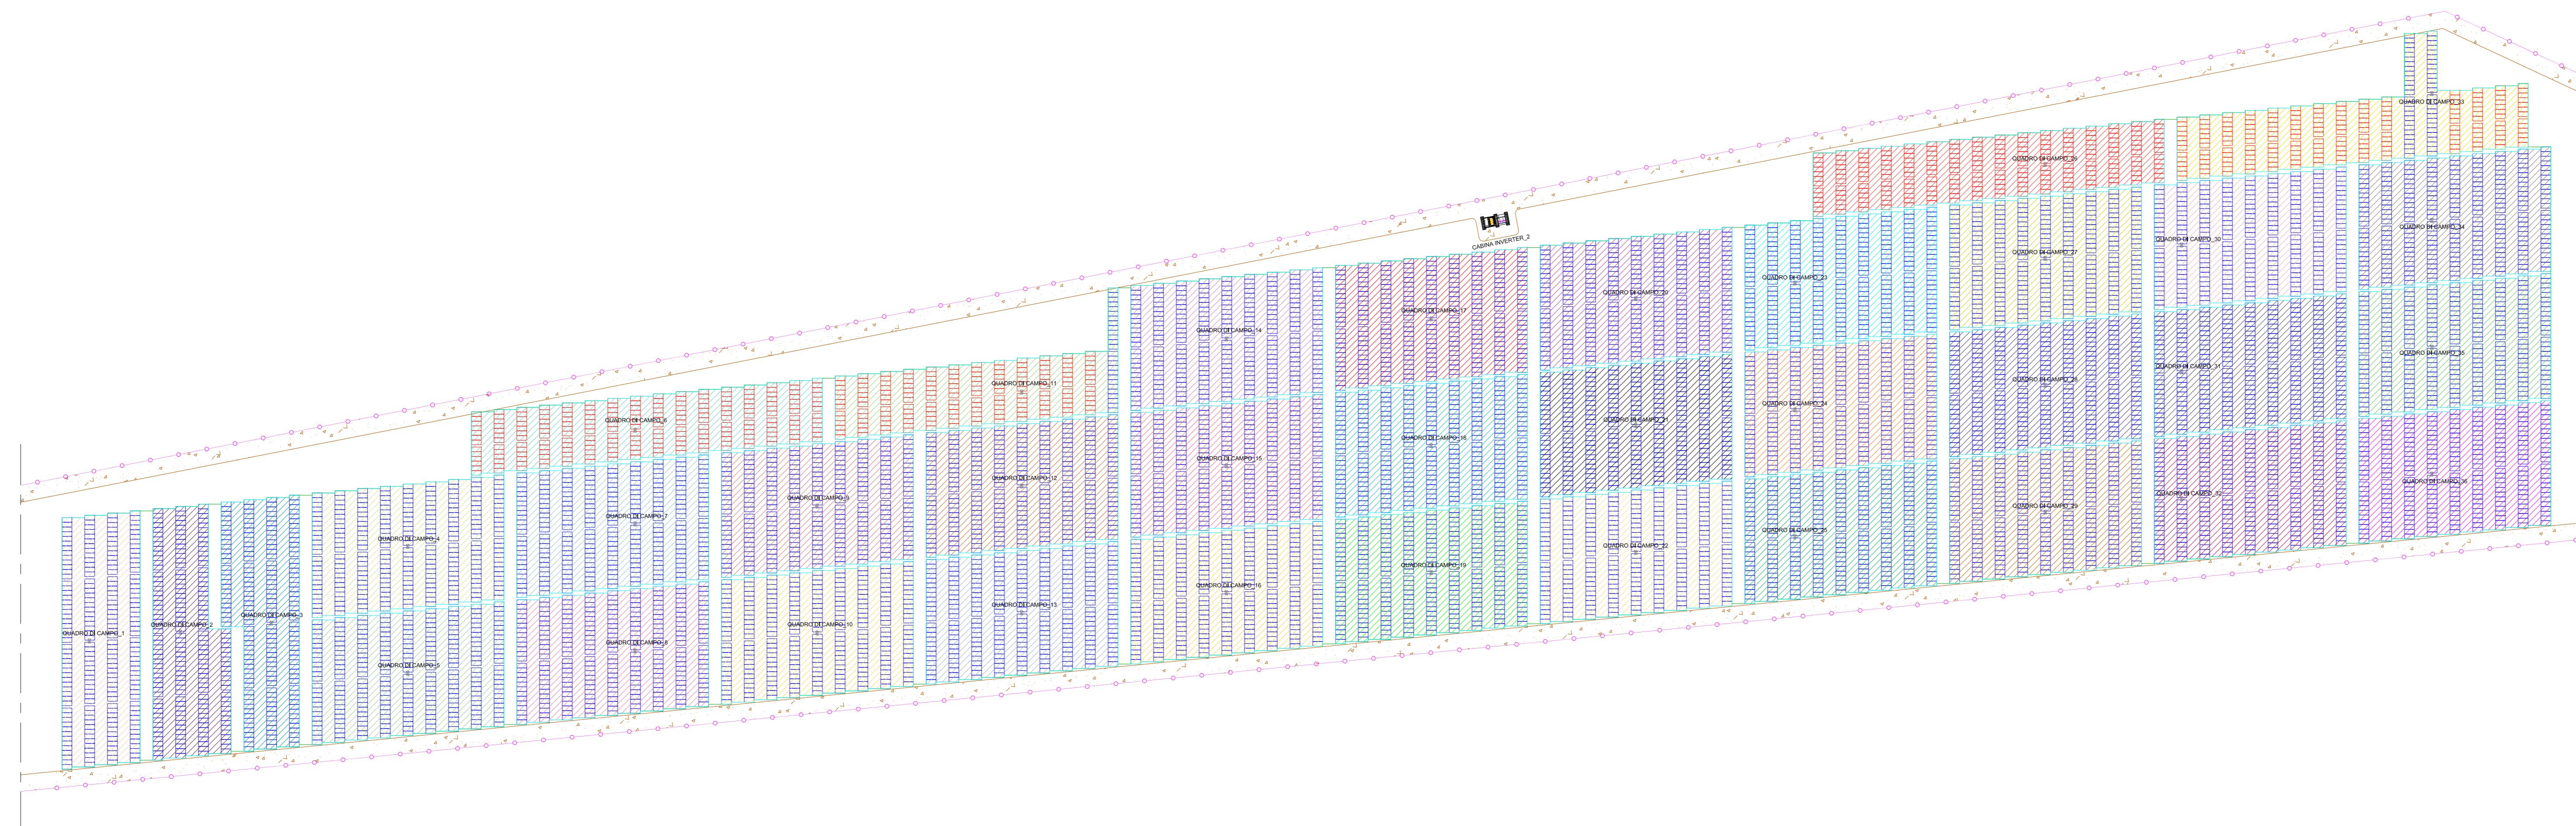 QUADRO DI CAMPO_1
QUADRO DI CAMPO_2
QUADRO DI CAMPO_3
QUADRO DI CAMPO_4
QUADRO DI CAMPO_5
QUADRO DI CAMPO_6
QUADRO DI CAMPO_7
QUADRO DI CAMPO_8
QUADRO DI CAMPO_9
QUADRO DI CAMPO_10
QUADRO DI CAMPO_11
QUADRO DI CAMPO_12
QUADRO DI CAMPO_13
QUADRO DI CAMPO_14
QUADRO DI CAMPO_15
QUADRO DI CAMPO_16
QUADRO DI CAMPO_17
QUADRO DI CAMPO_18
QUADRO DI CAMPO_19
CABINA INVERTER_2
QUADRO DI CAMPO_20
QUADRO DI CAMPO_21
QUADRO DI CAMPO_22
QUADRO DI CAMPO_23
QUADRO DI CAMPO_24
QUADRO DI CAMPO_25
QUADRO DI CAMPO_26
QUADRO DI CAMPO_27
QUADRO DI CAMPO_28
QUADRO DI CAMPO_29
QUADRO DI CAMPO_30
QUADRO DI CAMPO_31
QUADRO DI CAMPO_32
QUADRO DI CAMPO_33
QUADRO DI CAMPO_34
QUADRO DI CAMPO_35
QUADRO DI CAMPO_36